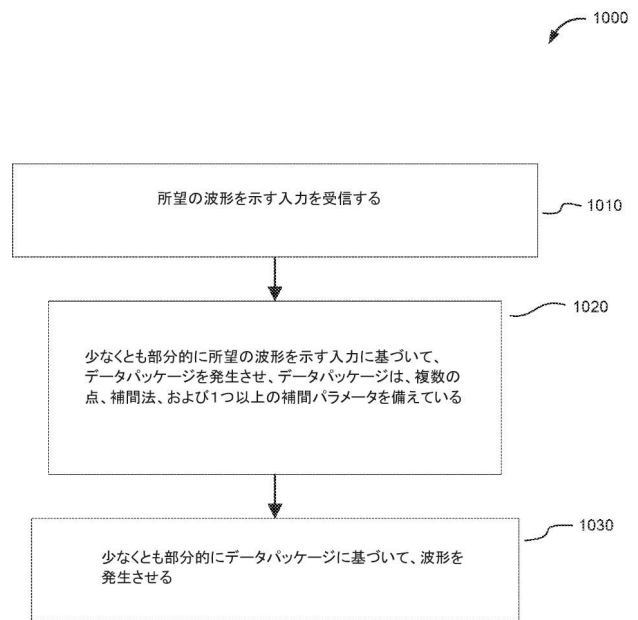 1000
所望の波形を示す入力を受信する
1010
1020
少なくとも部分的に所望の波形を示す入力に基づいて、
データパッケージを発生させ、データパッケージは、複数の
点、補間法、および1つ以上の補間パラメータを備えている
1030
少なくとも部分的にデータパッケージに基づいて、波形を
発生させる